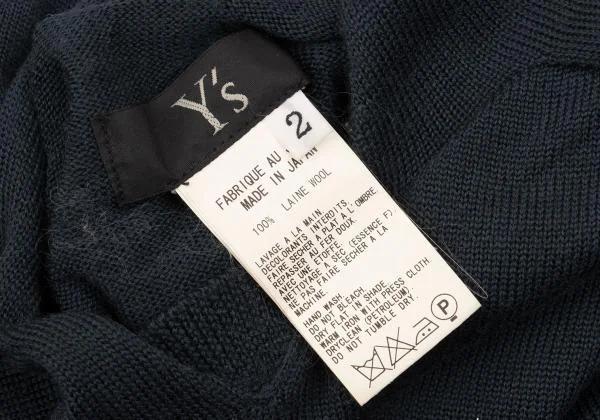 Y's
2
FABRIQUE AU
MADE IN JAPAN
100% LAINE WOOL
LAVAGE A LA MAIN
DECOLORANTS INTERDITS.
FAIRE SECHER A PLAT A L'OMBRE
REPASSER AU FER DOUX.
AVEC UNE ETOFFE.
NETTOYAGE A SEC (ESSENCE F)
NE PAS FAIRE SECHER A LA
MACHINE.
HAND WASH.
DO NOT BLEACH.
DRY FLAT IN SHADE.
WARM IRON WITH PRESS CLOTH.
DRYCLEAN (PETROLEUM).
DO NOT TUMBLE DRY.
P